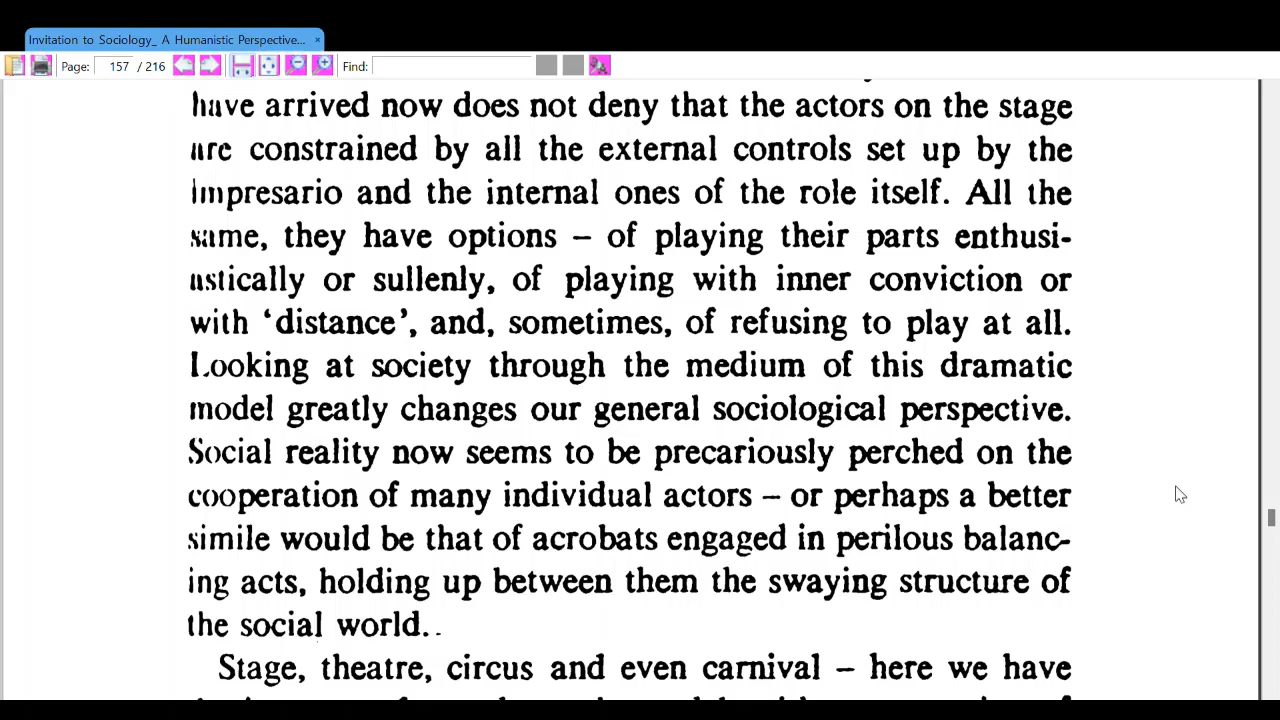 Invitation to Sociology_ A Humanistic Perspective... ×
Page: 157 / 216 Find:
have arrived now does not deny that the actors on the stage
are constrained by all the external controls set up by the
impresario and the internal ones of the role itself. All the
same, they have options – of playing their parts enthusi-
astically or sullenly, of playing with inner conviction or
with ‘distance’, and, sometimes, of refusing to play at all.
Looking at society through the medium of this dramatic
model greatly changes our general sociological perspective.
Social reality now seems to be precariously perched on the
cooperation of many individual actors – or perhaps a better
simile would be that of acrobats engaged in perilous balanc-
ing acts, holding up between them the swaying structure of
the social world..
Stage, theatre, circus and even carnival – here we have